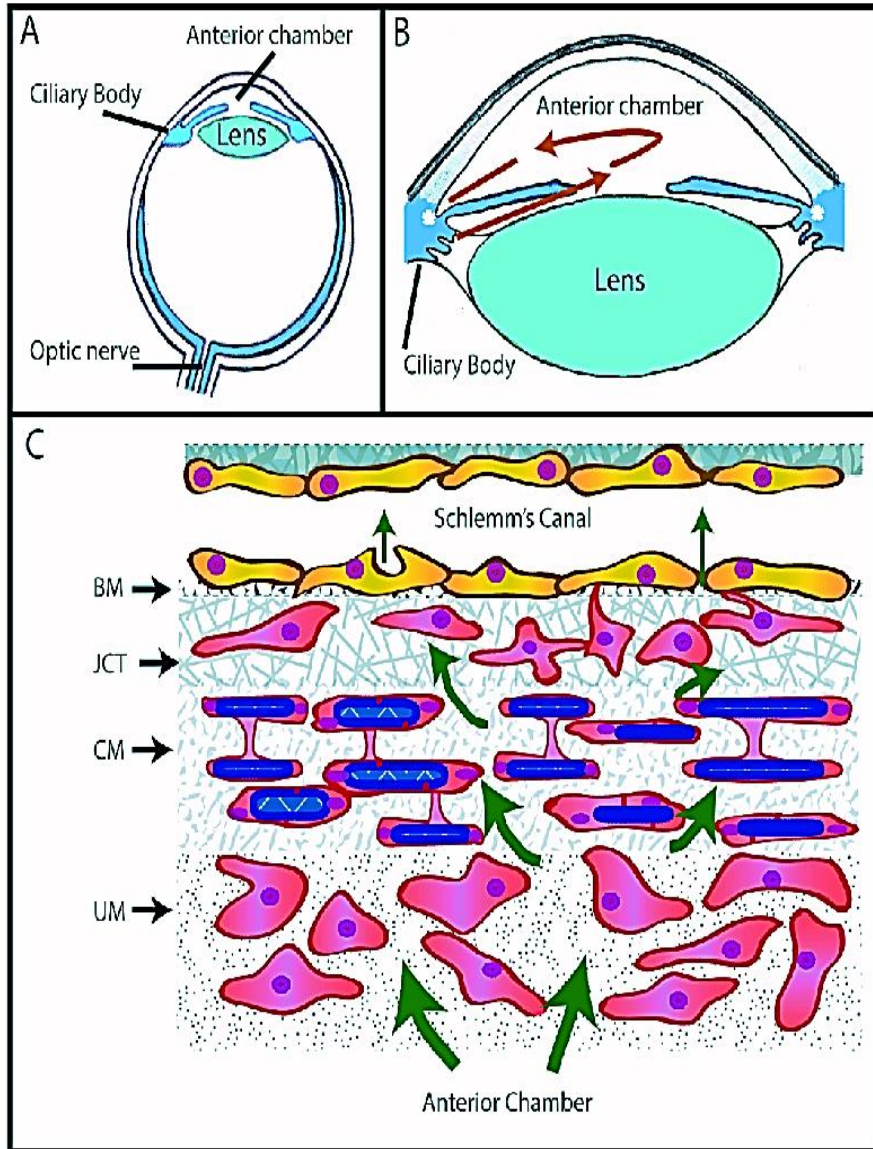 A
Anterior chamber
Ciliary Body
Lens
Optic nerve
B
Anterior chamber
Lens
Ciliary Body
C
Schlemm's Canal
BM
JCT
CM
UM
Anterior Chamber